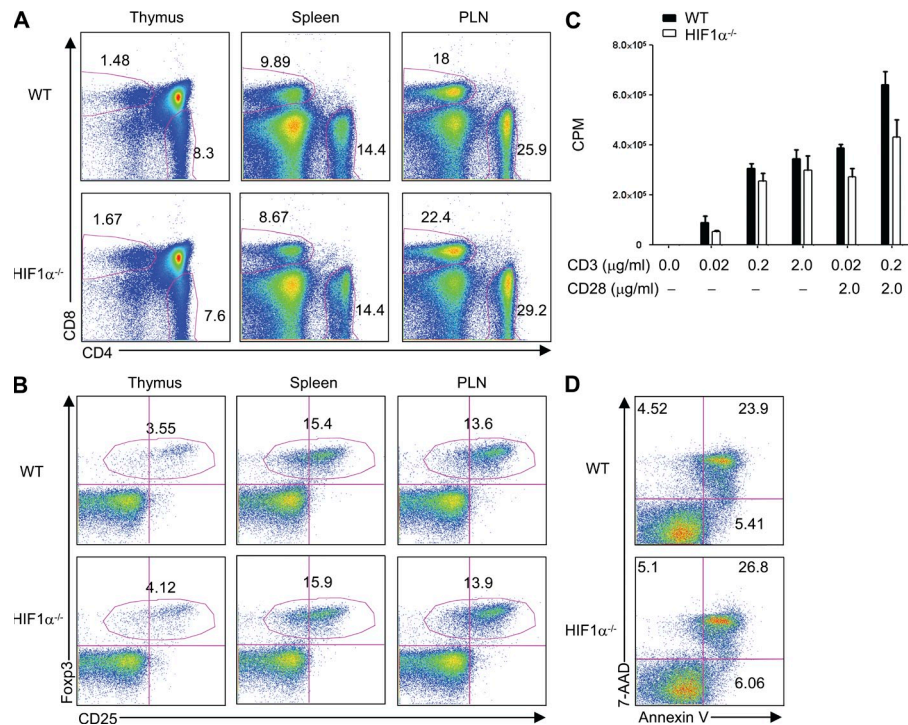 A
Thymus Spleen PLN
WT
1.48
8.3
9.89
14.4
18
25.9
HIF1α-/-
1.67
7.6
8.67
14.4
22.4
29.2
CD8
CD4
B
Thymus Spleen PLN
WT
3.55
15.4
13.6
HIF1α-/-
4.12
15.9
13.9
Foxp3
CD25
C
WT
HIF1α-/-
CPM
8.0×10⁵
6.0×10⁵
4.0×10⁵
2.0×10⁵
0
CD3 (μg/ml) 0.0 0.02 0.2 2.0 0.02 0.2
CD28 (μg/ml) – – – – 2.0 2.0
D
WT
4.52 23.9
5.41
HIF1α-/-
5.1 26.8
6.06
7-AAD
Annexin V